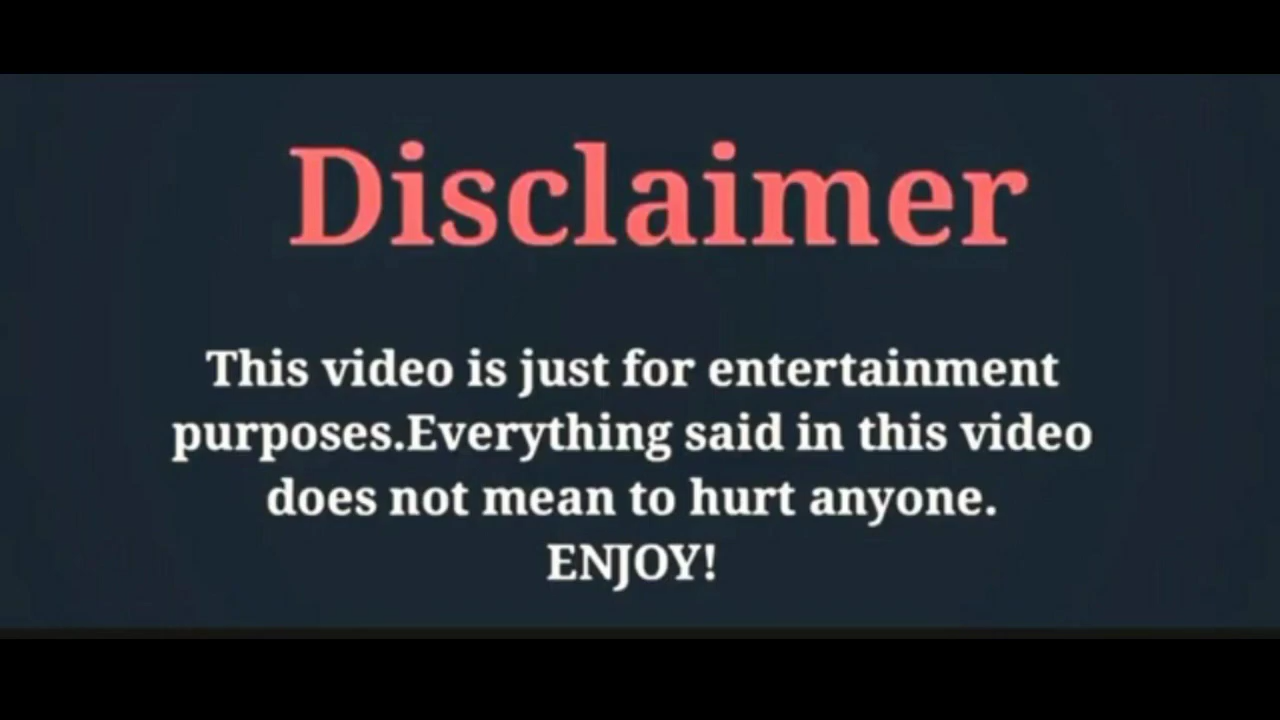 Disclaimer
This video is just for entertainment
purposes.Everything said in this video
does not mean to hurt anyone.
ENJOY!